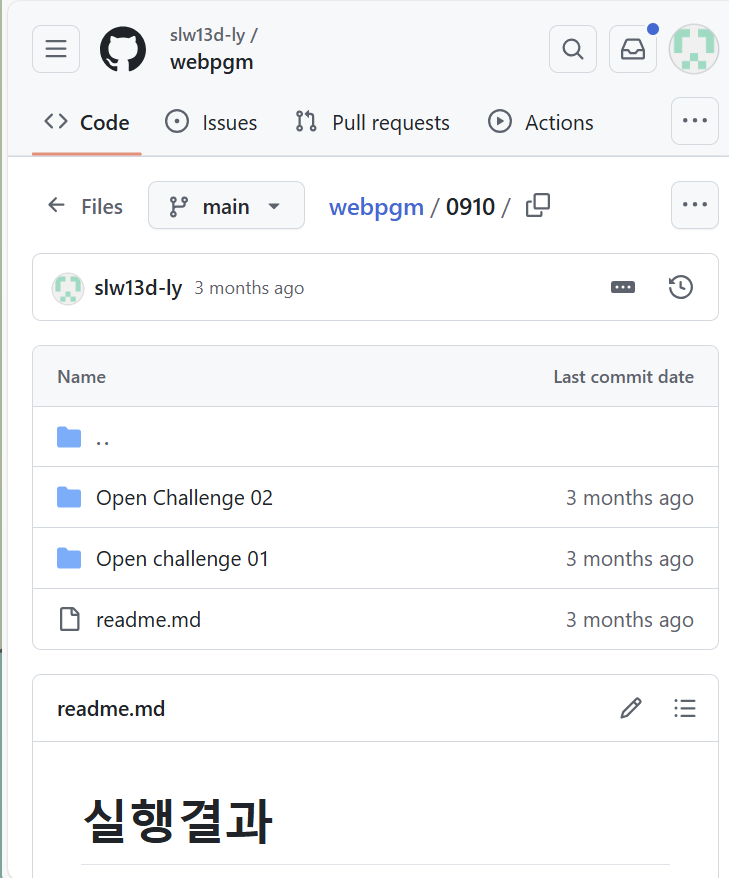 slw13d-ly /
webpgm
Code Issues Pull requests Actions
Files main webpgm / 0910 /
slw13d-ly 3 months ago
Name Last commit date
..
Open Challenge 02 3 months ago
Open challenge 01 3 months ago
readme.md 3 months ago
readme.md
실행결과